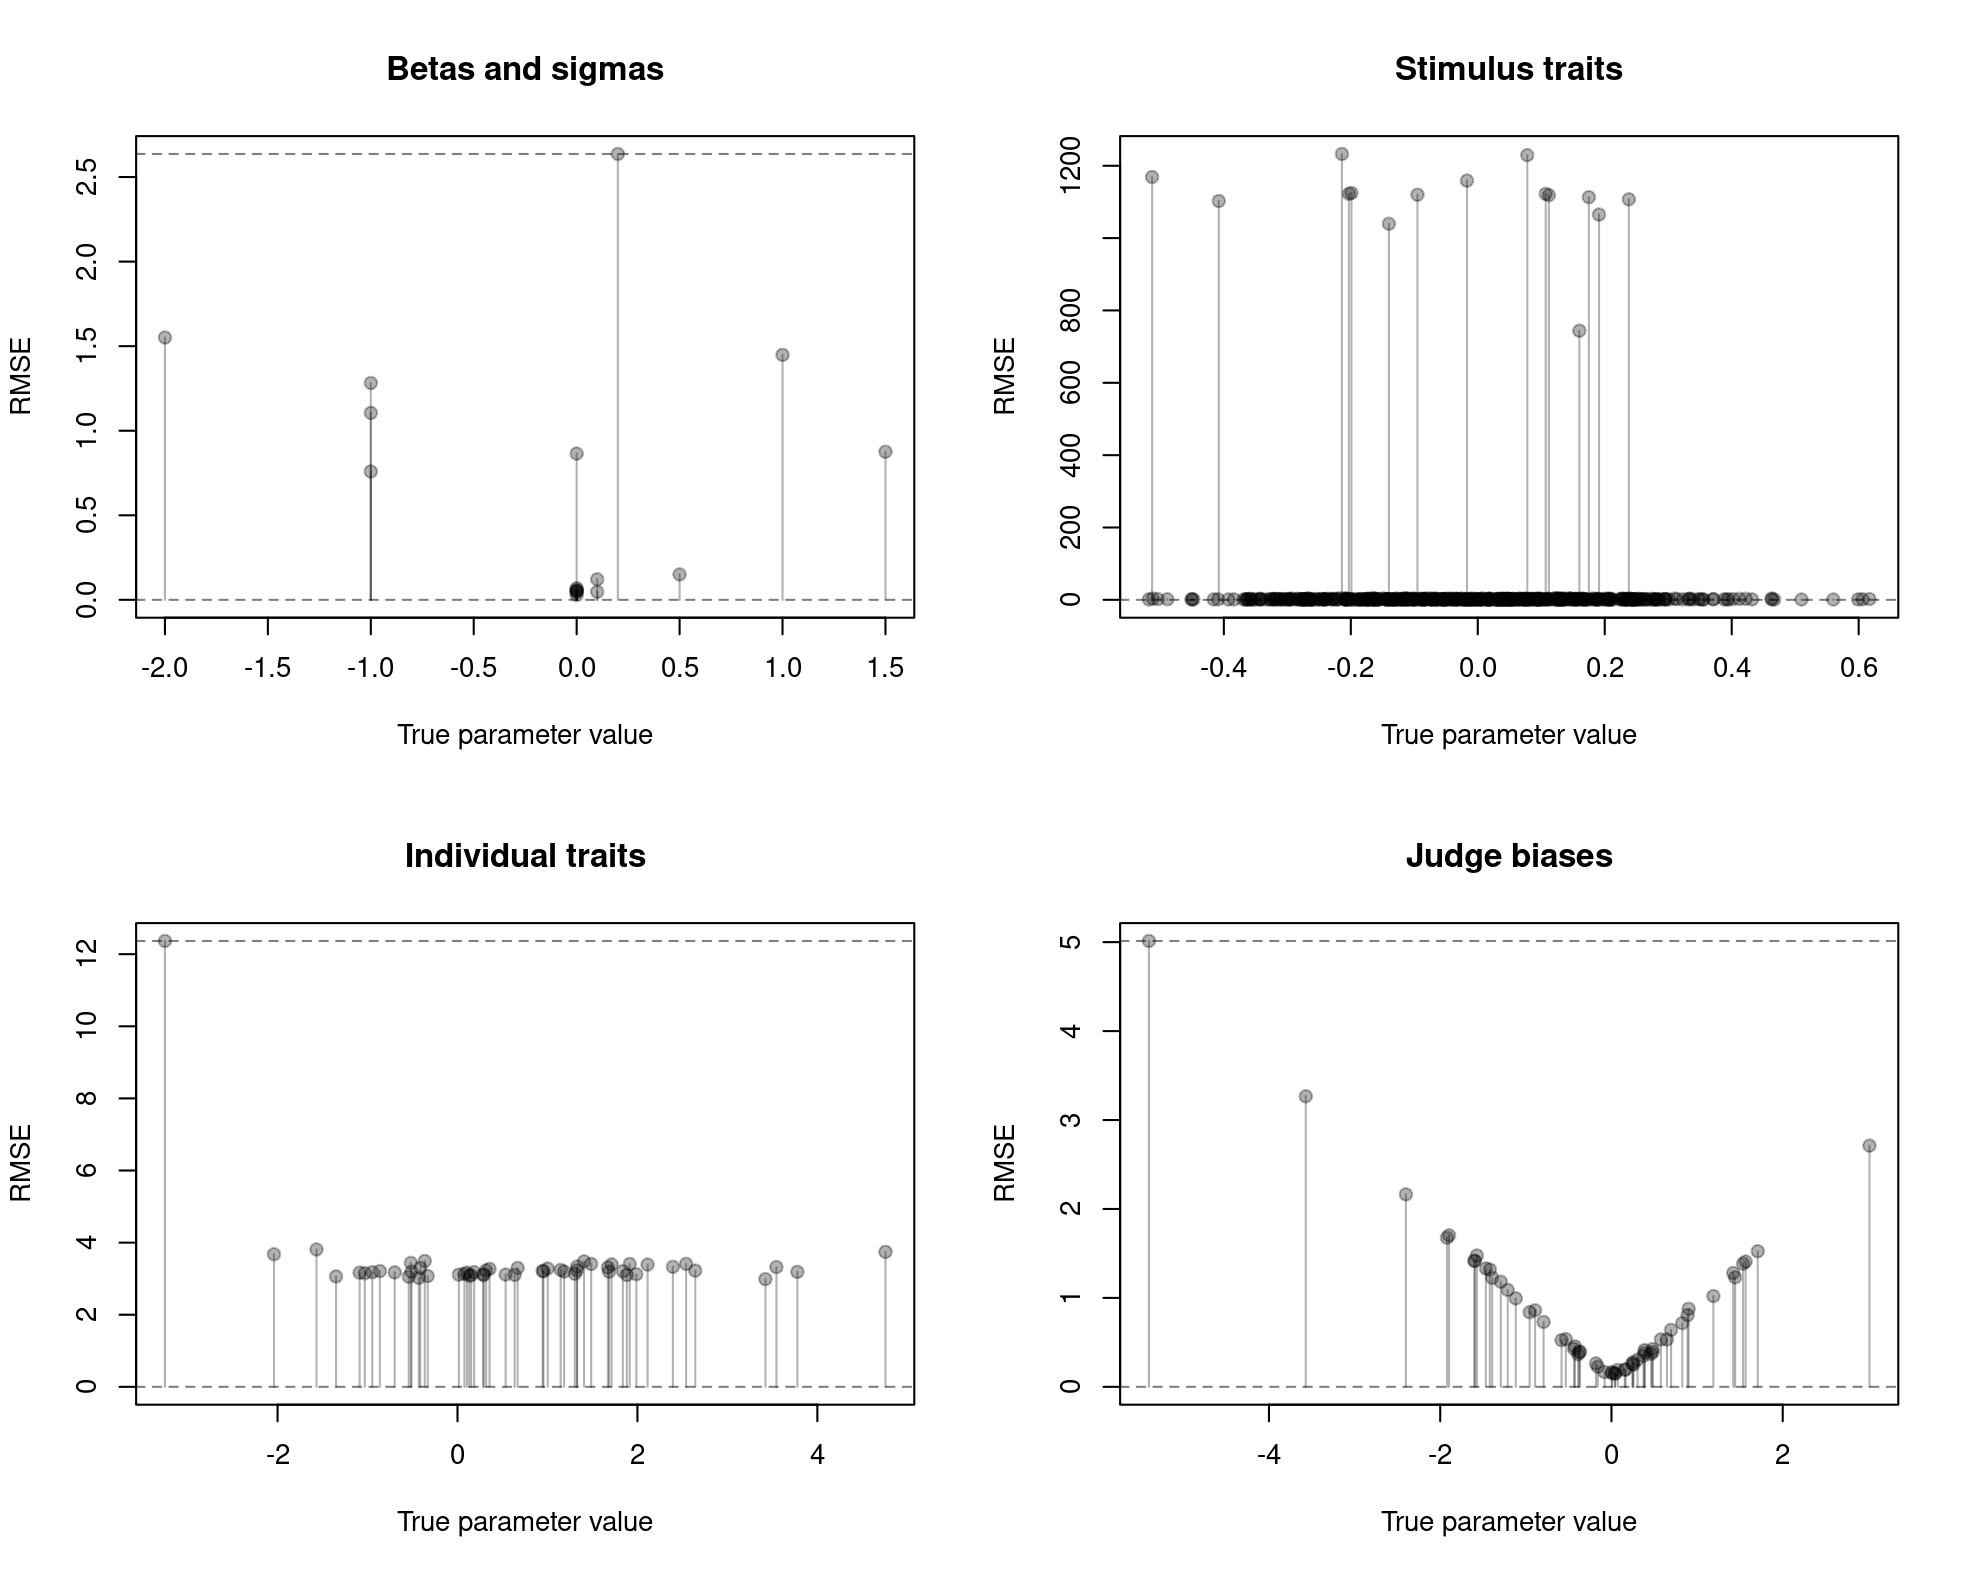 Betas and sigmas
RMSE
2.5
2.0
1.5
1.0
0.5
0.0
-2.0 -1.5 -1.0 -0.5 0.0 0.5 1.0 1.5
True parameter value
Stimulus traits
RMSE
1200
800
600
400
200
0
-0.4 -0.2 0.0 0.2 0.4 0.6
True parameter value
Individual traits
RMSE
12
10
8
6
4
2
0
-2 0 2 4
True parameter value
Judge biases
RMSE
5
4
3
2
1
0
-4 -2 0 2
True parameter value